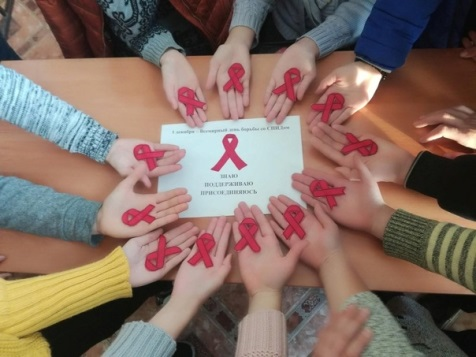 1 декабря - Всемирный день борьбы со СПИДом
ЗНАЮ
ПОДДЕРЖИВАЮ
ПРИСОЕДИНЯЮСЬ